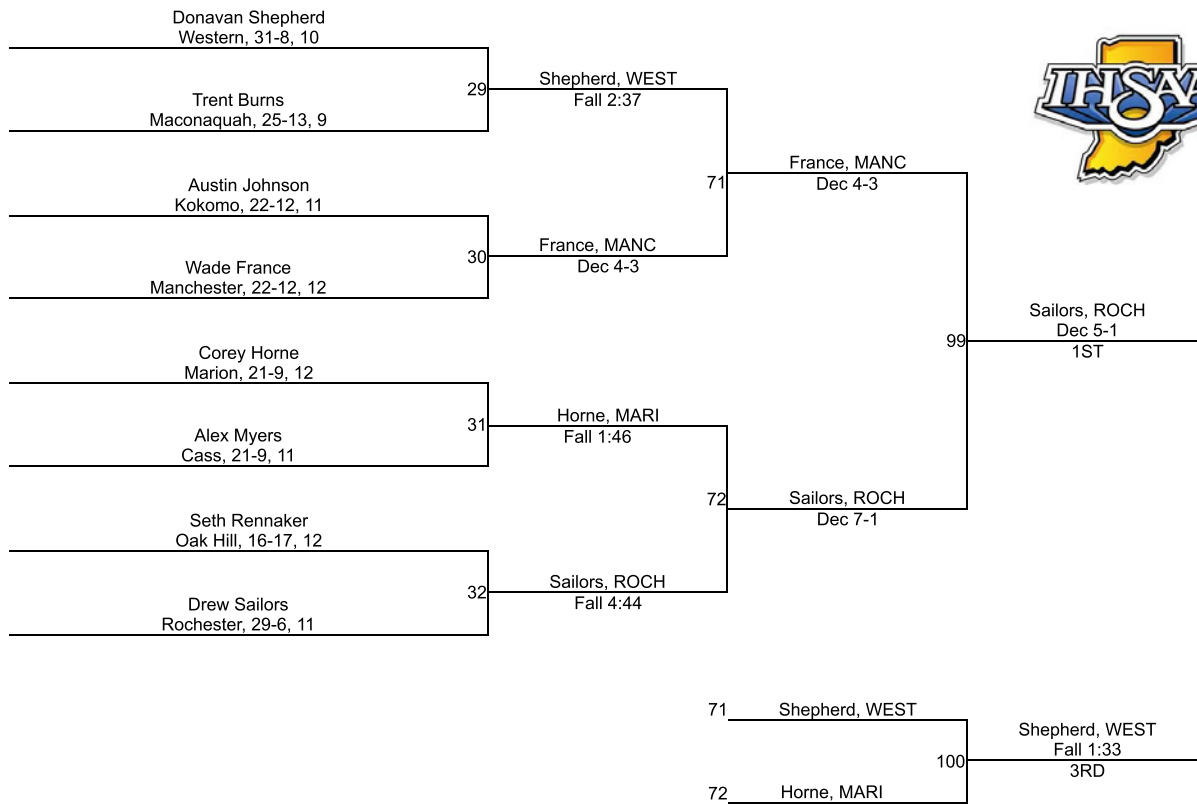 Donavan Shepherd
Western, 31-8, 10
Trent Burns
Maconaquah, 25-13, 9
29
Shepherd, WEST
Fall 2:37
Austin Johnson
Kokomo, 22-12, 11
Wade France
Manchester, 22-12, 12
30
France, MANC
Dec 4-3
71
France, MANC
Dec 4-3
Corey Horne
Marion, 21-9, 12
Alex Myers
Cass, 21-9, 11
31
Horne, MARI
Fall 1:46
Seth Rennaker
Oak Hill, 16-17, 12
Drew Sailors
Rochester, 29-6, 11
32
Sailors, ROCH
Fall 4:44
72
Sailors, ROCH
Dec 7-1
99
Sailors, ROCH
Dec 5-1
1ST
IHSAA
71
Shepherd, WEST
72
Horne, MARI
100
Shepherd, WEST
Fall 1:33
3RD